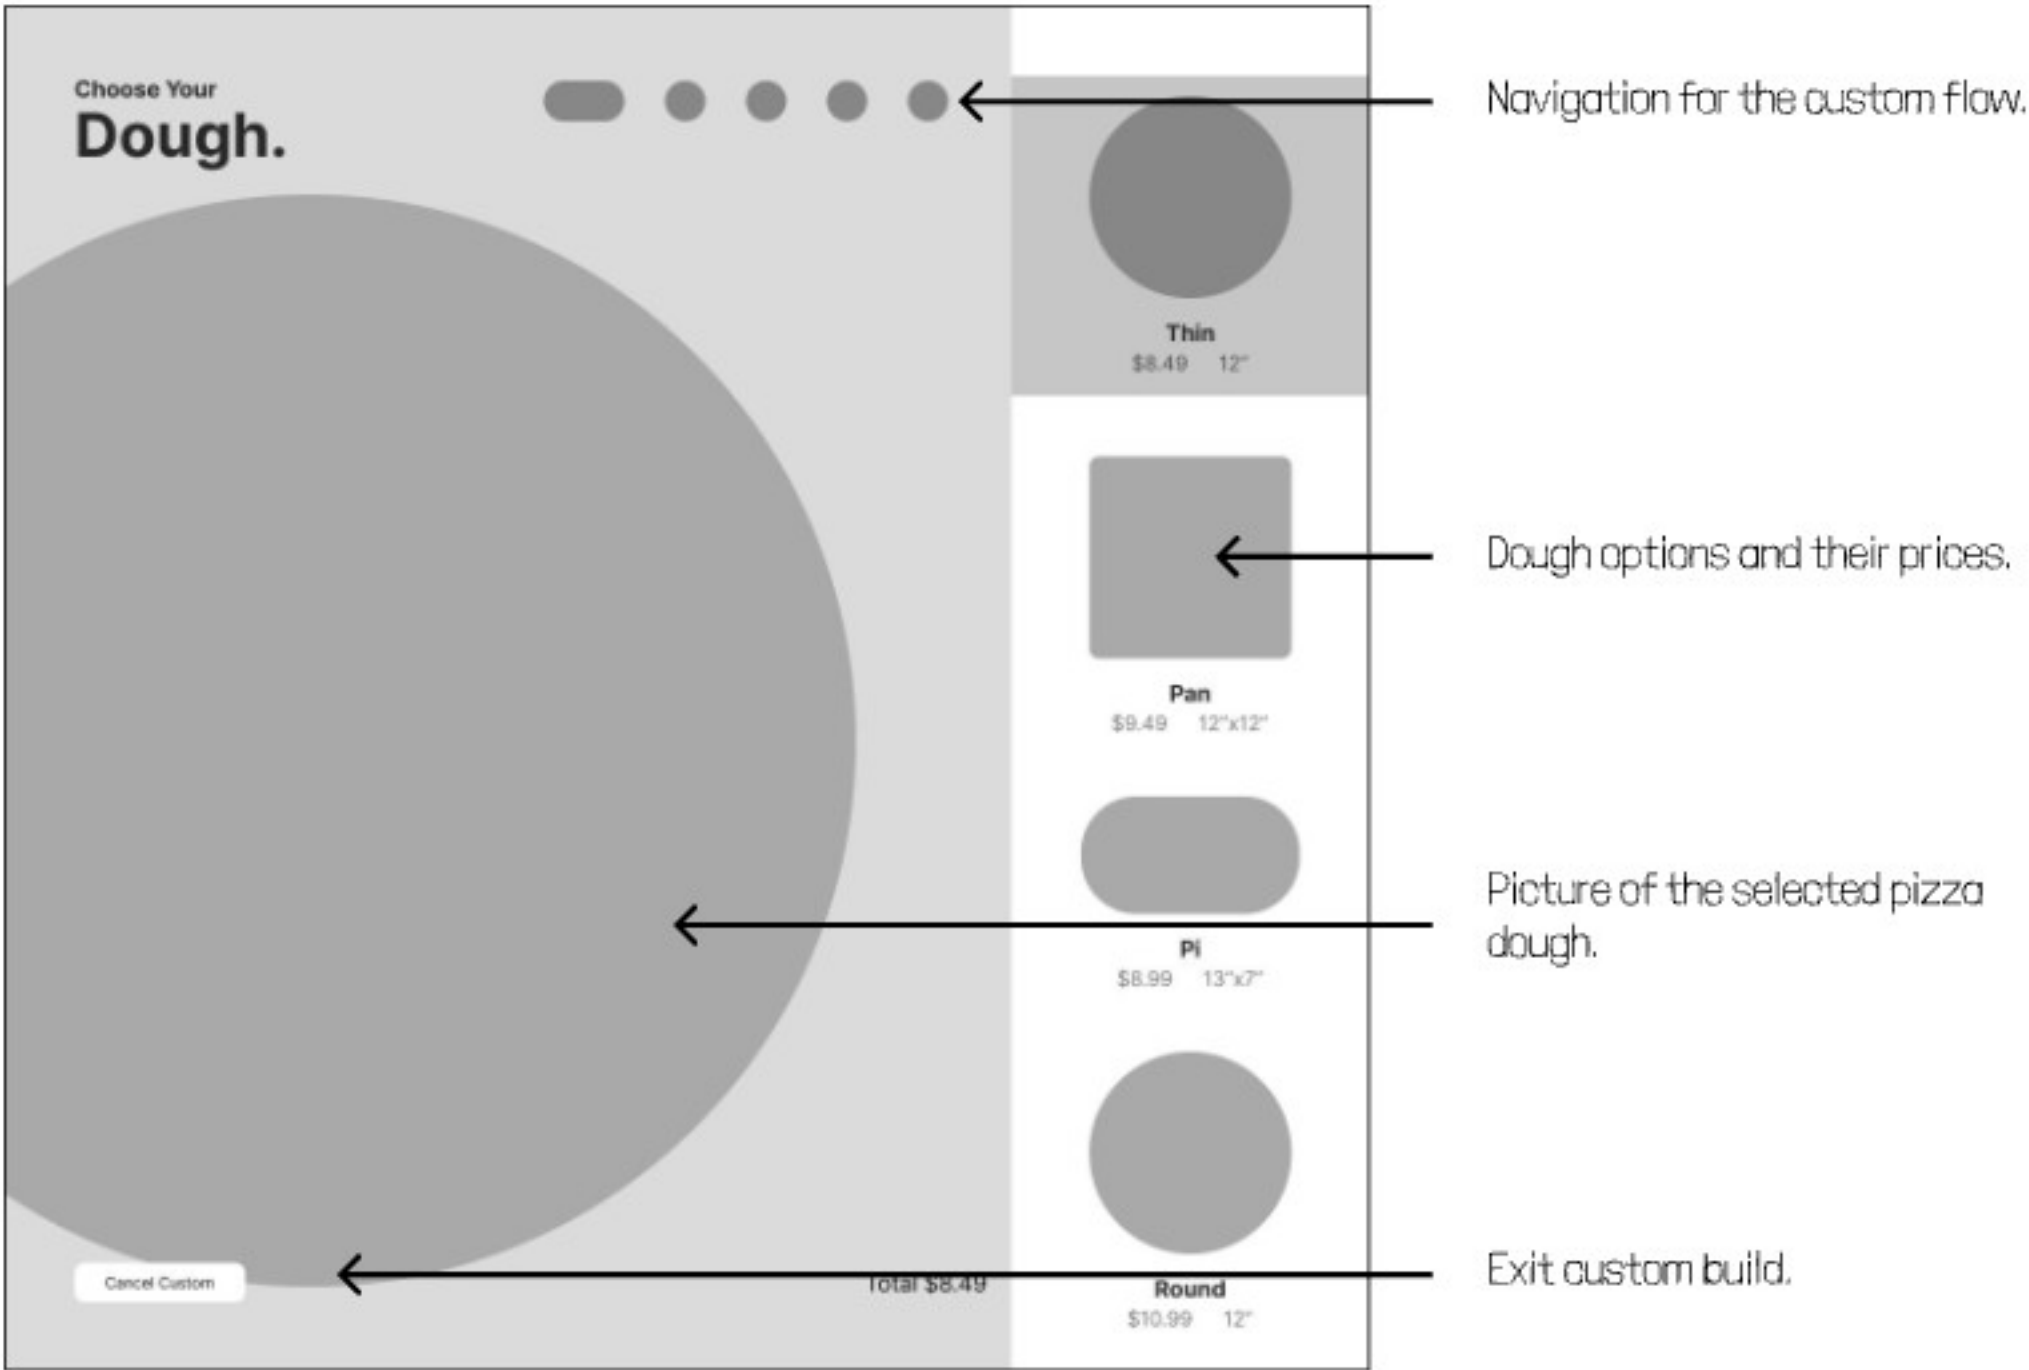 Choose Your
Dough.
Navigation for the custom flow.
Thin
$8.49 12"
Dough options and their prices.
Pan
$9.49 12"x12"
Picture of the selected pizza
dough.
Pi
$8.99 13"x7"
Exit custom build.
Cancel Custom
Total $8.49
Round
$10.99 12"